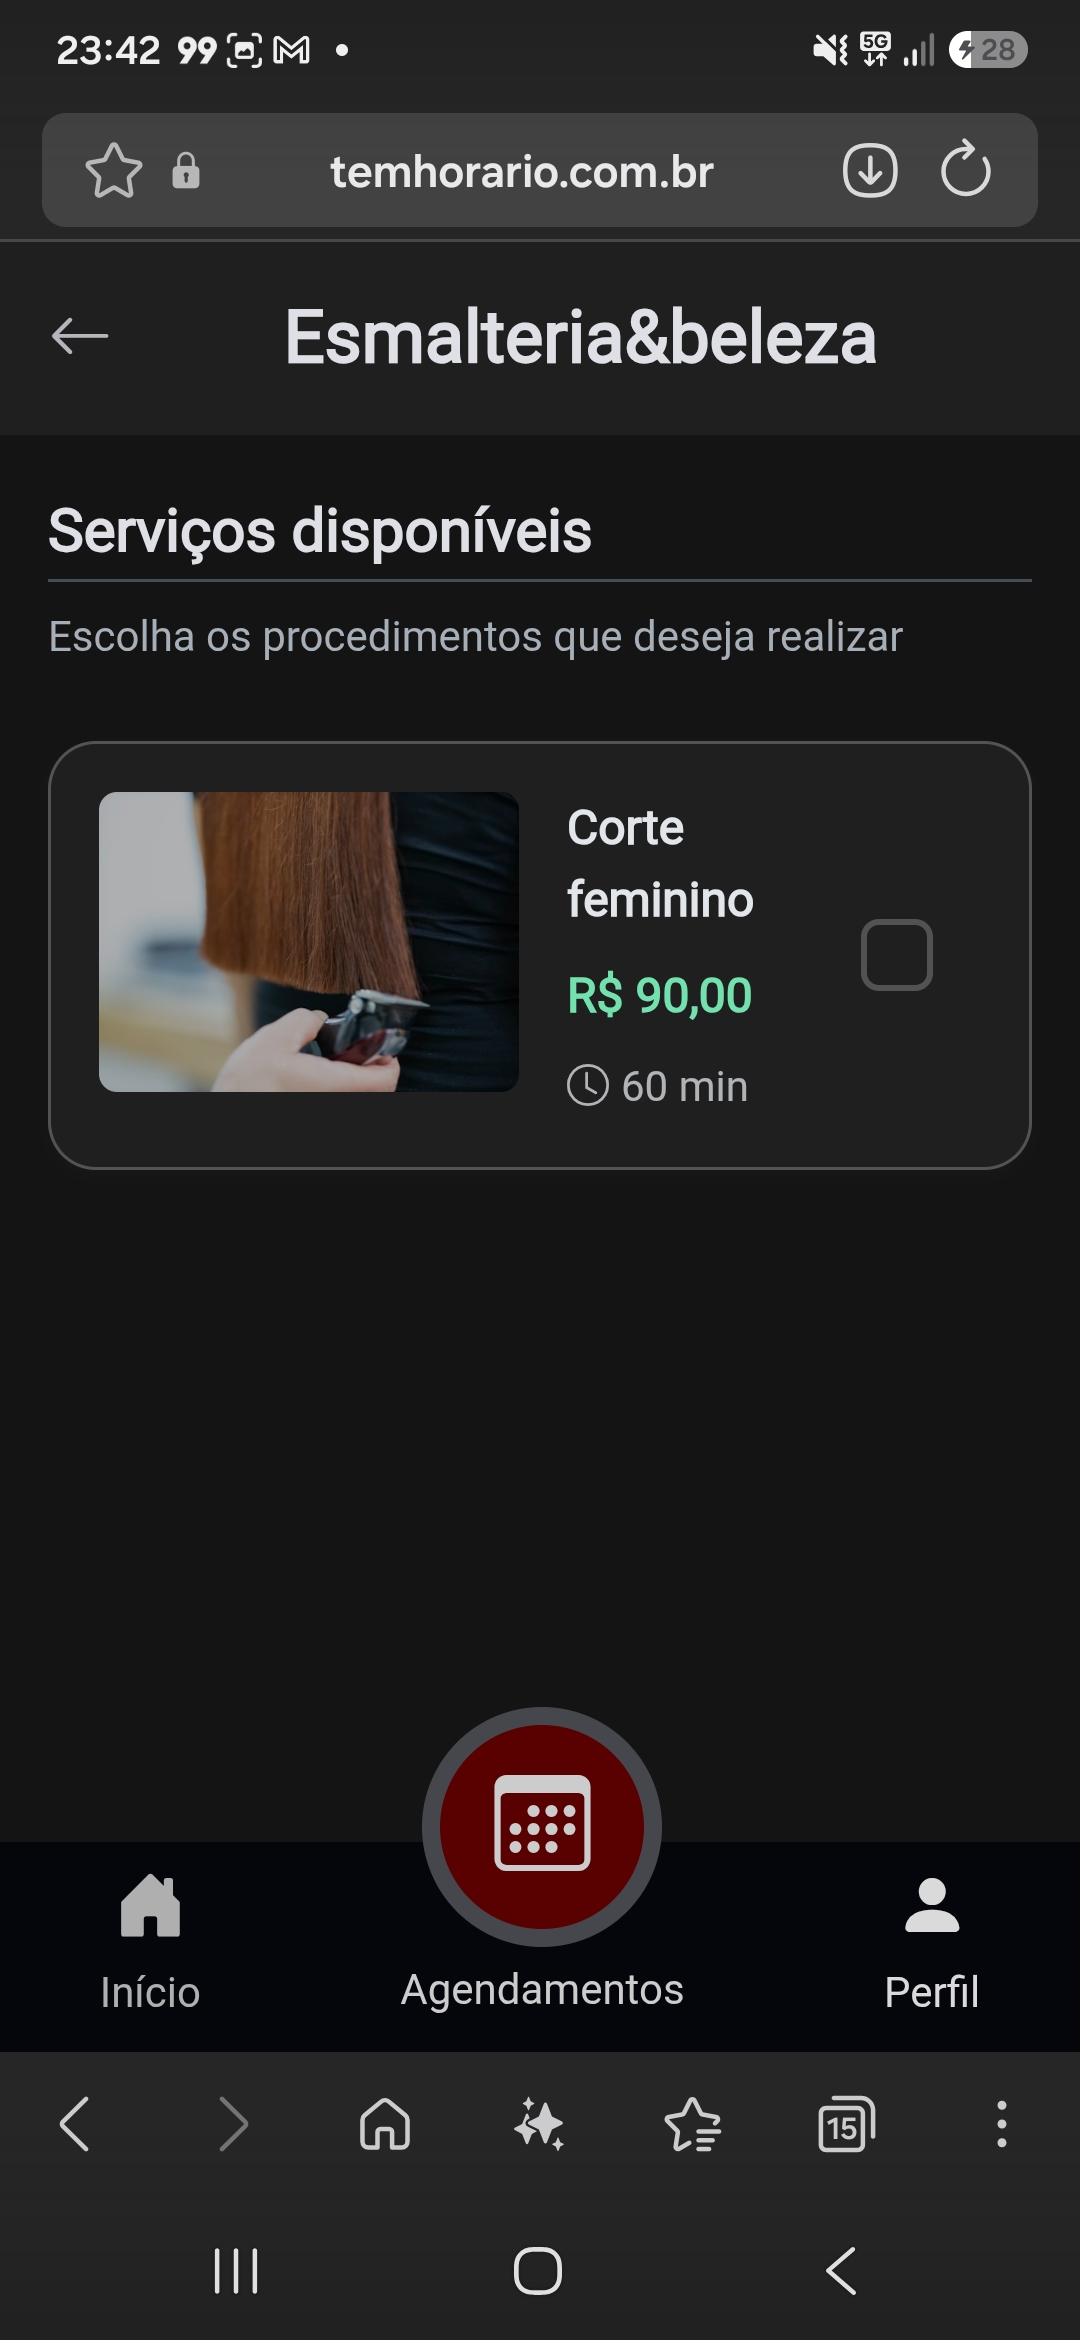 23:42 99
5G
28
temhorario.com.br
Esmalteria&beleza
Serviços disponíveis
Escolha os procedimentos que deseja realizar
Corte
feminino
R$ 90,00
60 min
Início
Agendamentos
Perfil
15